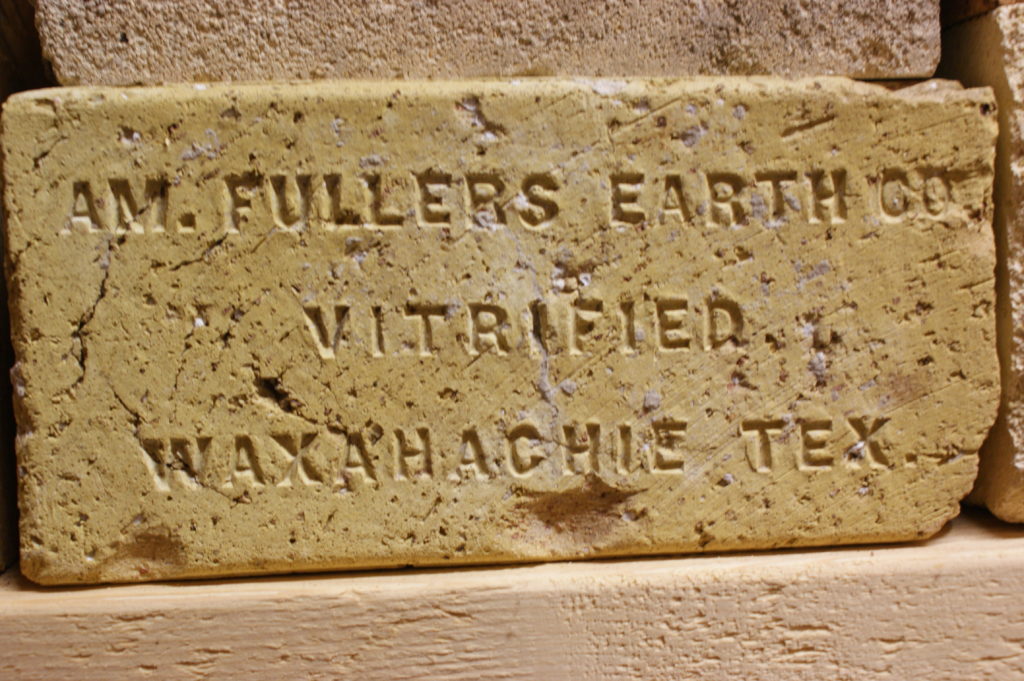 AM. FULLERS EARTH CO
VITRIFIED.
WAXAHACHIE TEX.